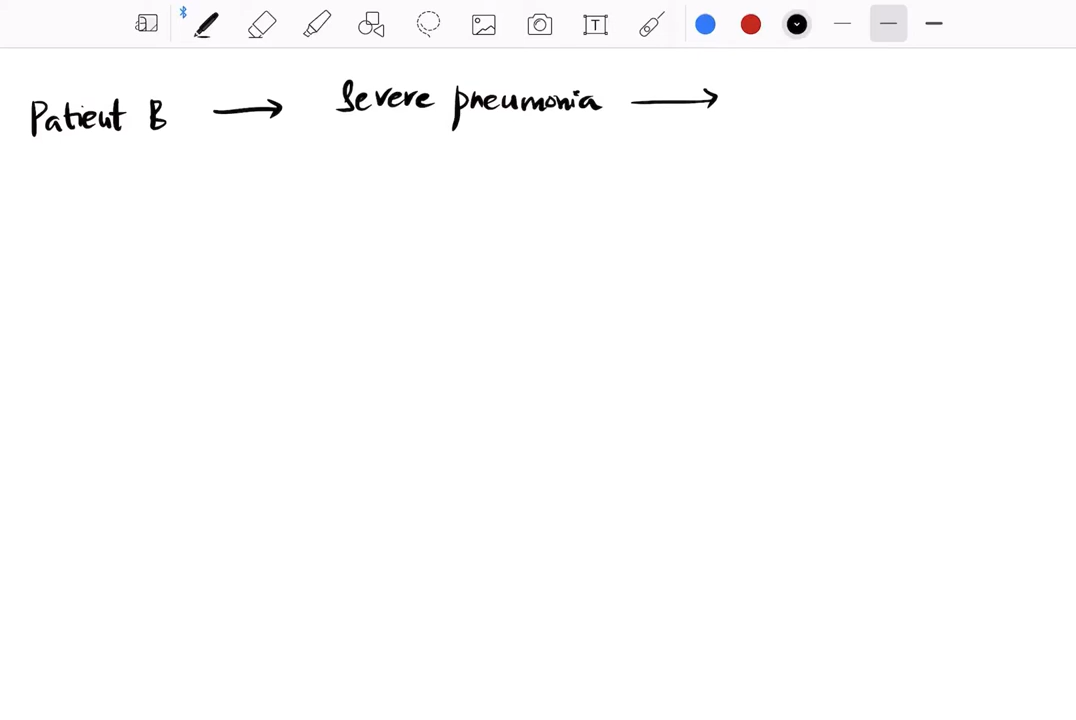 Patient B → Severe pneumonia →